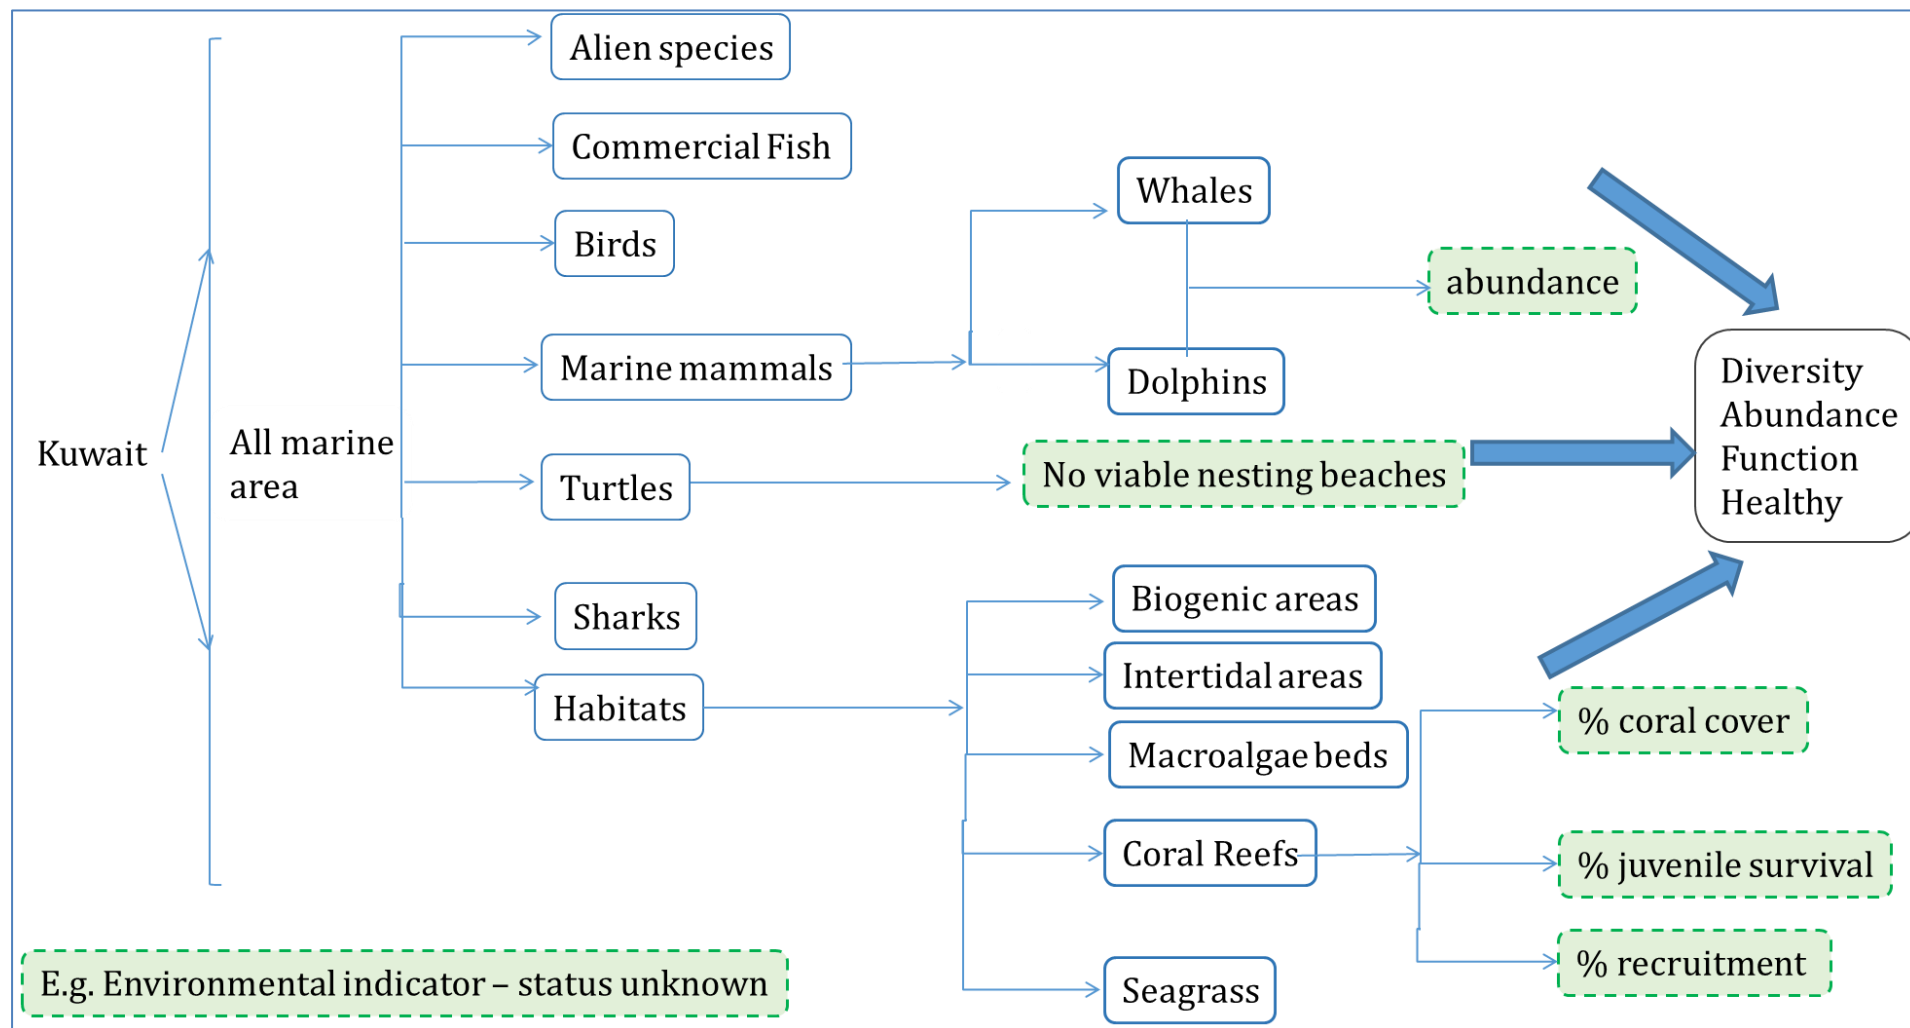 Kuwait
All marine
area
Alien species
Commercial Fish
Birds
Marine mammals
Turtles
Sharks
Habitats
Whales
Dolphins
abundance
No viable nesting beaches
Biogenic areas
Intertidal areas
Macroalgae beds
Coral Reefs
Seagrass
% coral cover
% juvenile survival
% recruitment
Diversity
Abundance
Function
Healthy
E.g. Environmental indicator – status unknown